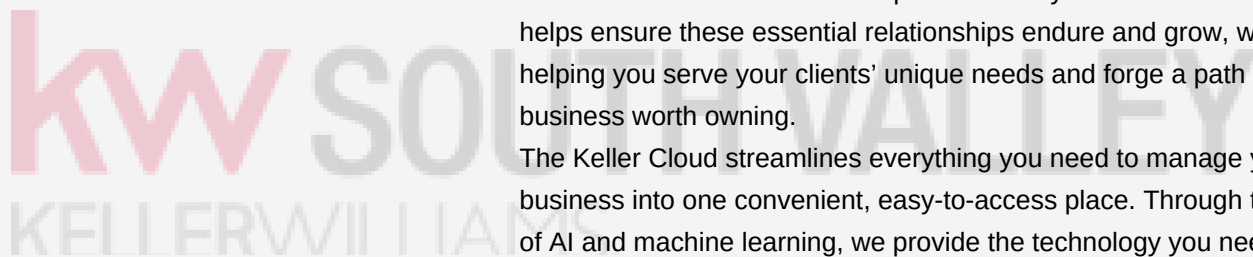 kw SOUTH VALLEY
KELLERWILLIAMS
helps ensure these essential relationships endure and grow, w
helping you serve your clients' unique needs and forge a path
business worth owning.
The Keller Cloud streamlines everything you need to manage y
business into one convenient, easy-to-access place. Through t
of AI and machine learning, we provide the technology you nee